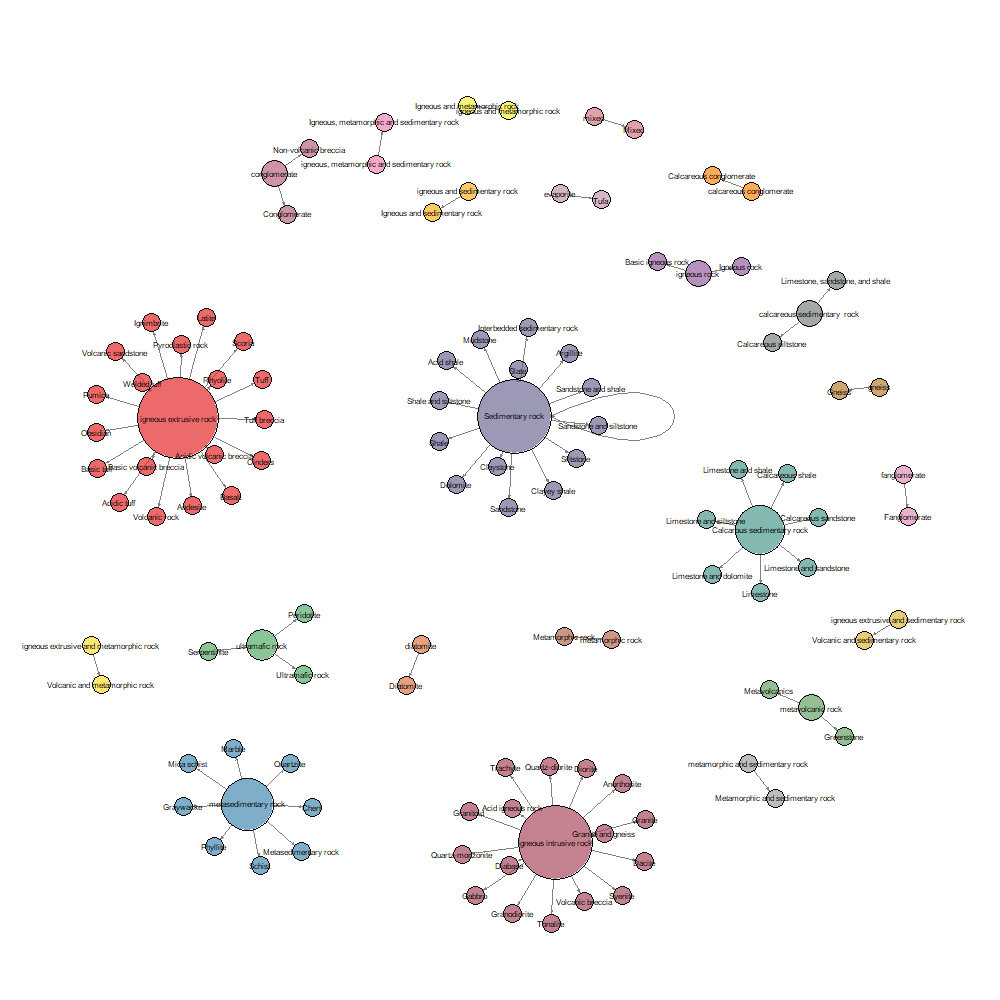 Igneous and metamorphic rock
igneous and metamorphic rock
Igneous, metamorphic and sedimentary rock
mixed
Mixed
Non-volcanic breccia
igneous, metamorphic and sedimentary rock
conglomerate
Calcareous conglomerate
calcareous conglomerate
igneous and sedimentary rock
evaporite
Tufa
Conglomerate
Igneous and sedimentary rock
Basic igneous rock
Igneous rock
igneous rock
Limestone, sandstone, and shale
calcareous sedimentary rock
Calcareous siltstone
Ignimbrite
Latite
Interbedded sedimentary rock
Mudstone
Pyroclastic rock
Scoria
Volcanic sandstone
Argillite
Acid shale
Slate
Welded tuff
Rhyolite
Tuff
Sandstone and shale
Gneiss
gneiss
Pumice
Shale and siltstone
igneous extrusive rock
Tuff breccia
Sedimentary rock
Sandstone and siltstone
Obsidian
Shale
Acidic volcanic breccia
Cinders
Siltstone
Basic tuff
Basic volcanic breccia
Claystone
Limestone and shale
Calcareous shale
fanglomerate
Dolomite
Clayey shale
Acidic tuff
Basalt
Andesite
Sandstone
Volcanic rock
Limestone and siltstone
Calcareous sandstone
Fanglomerate
Calcarous sedimentary rock
Limestone and dolomite
Limestone and sandstone
Limestone
Peridotite
igneous extrusive and sedimentary rock
igneous extrusive and metamorphic rock
Serpentinite
ultramafic rock
diatomite
Metamorphic rock
metamorphic rock
Volcanic and sedimentary rock
Ultramafic rock
Volcanic and metamorphic rock
Diatomite
Metavolcanics
metavolcanic rock
Greenstone
Marble
Mica schist
Quartzite
Trachyte
Quartz-diorite
Diorite
metamorphic and sedimentary rock
Anorthosite
Metamorphic and sedimentary rock
Graywacke
metasedimentary rock
Chert
Granitoid
Acid igneous rock
Granite
Granite and gneiss
igneous intrusive rock
Phyllite
Metasedimentary rock
Quartz-monzonite
Schist
Diabase
Dacite
Gabbro
Syenite
Volcanic breccia
Granodiorite
Tonalite